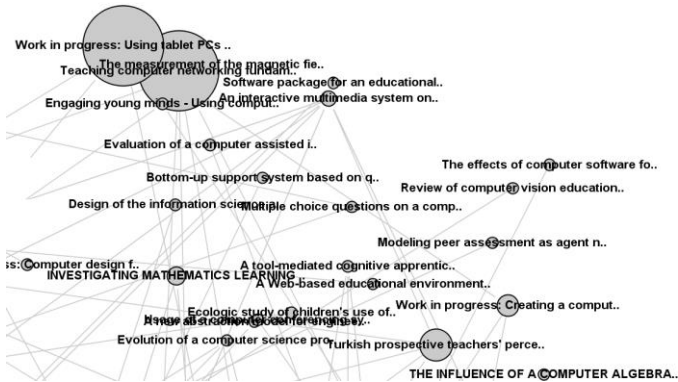 Work in progress: Using tablet PCs ..
The measurement of the magnetic fie..
Teaching computer networking fundam..
Software package for an educational..
An interactive multimedia system on..
Engaging young minds - Using comput..
Evaluation of a computer assisted i..
The effects of computer software fo..
Bottom-up support system based on q..
Review of computer vision education..
Design of the information science
Multiple choice questions on a comp..
Modeling peer assessment as agent n..
ss: Computer design f..
A tool-mediated cognitive apprentic..
INVESTIGATING MATHEMATICS LEARNING ..
A Web-based educational environment..
Work in progress: Creating a comput..
Ecologic study of children's use of..
Evolution of a computer science pro
Turkish prospective teachers' perce..
THE INFLUENCE OF A COMPUTER ALGEBRA..